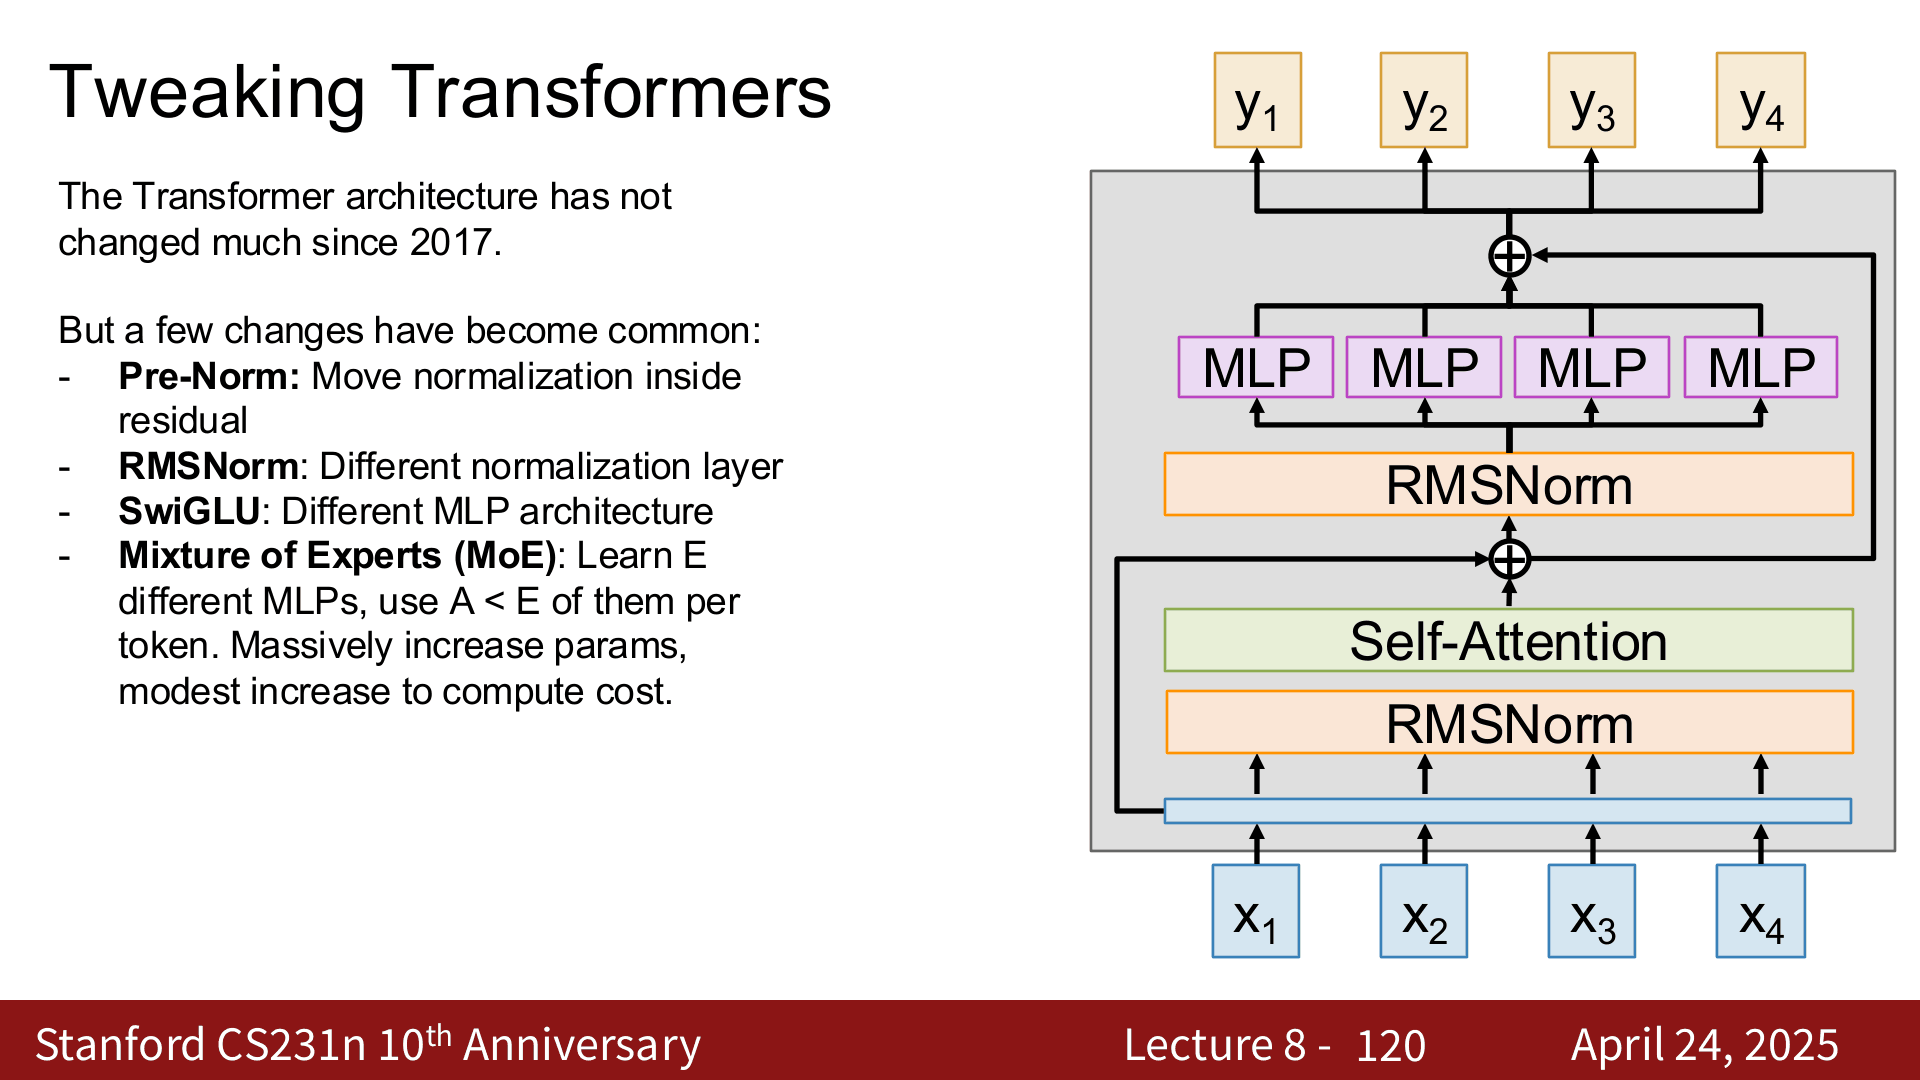 Tweaking Transformers
The Transformer architecture has not
changed much since 2017.
But a few changes have become common:
- Pre-Norm: Move normalization inside
residual
- RMSNorm: Different normalization layer
- SwiGLU: Different MLP architecture
- Mixture of Experts (MoE): Learn E
different MLPs, use A < E of them per
token. Massively increase params,
modest increase to compute cost.
y1 y2 y3 y4
MLP MLP MLP MLP
RMSNorm
Self-Attention
RMSNorm
x1 x2 x3 x4
Stanford CS231n 10th Anniversary Lecture 8 - 120 April 24, 2025